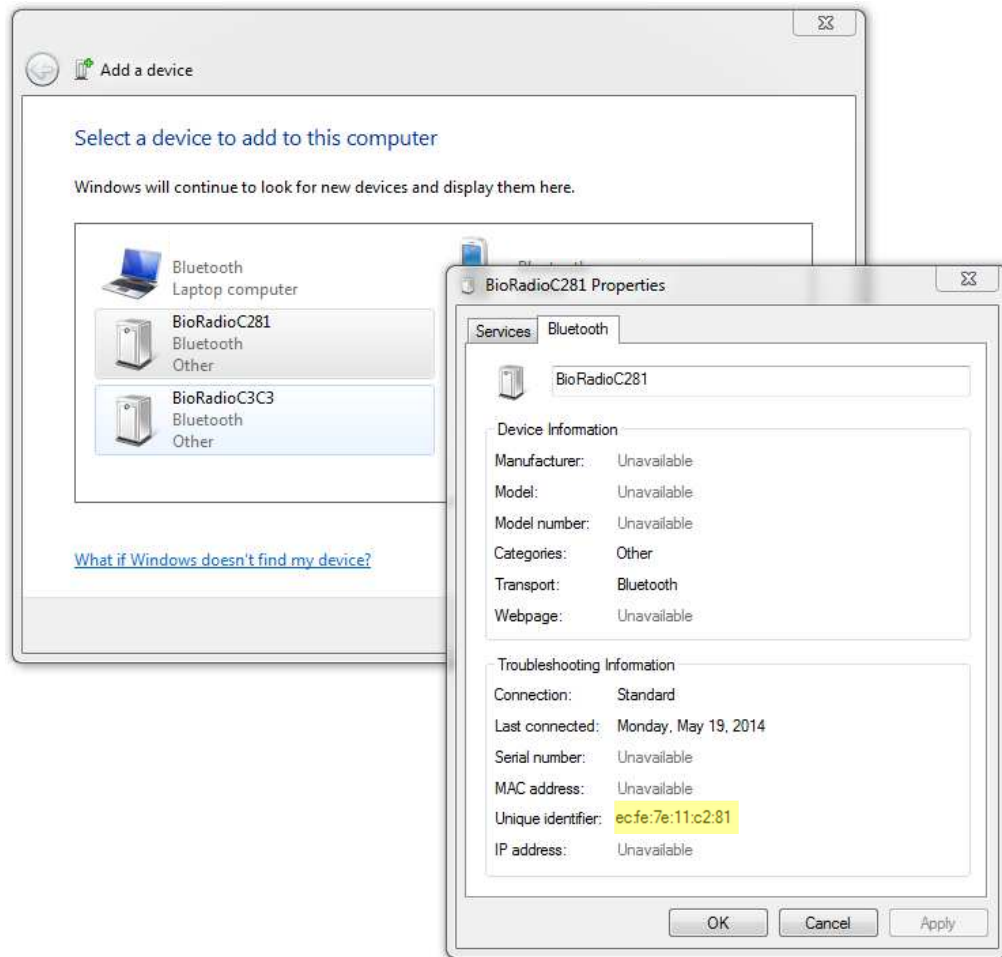 Add a device
Select a device to add to this computer
Windows will continue to look for new devices and display them here.
Bluetooth
Laptop computer
BioRadioC281
Bluetooth
Other
BioRadioC3C3
Bluetooth
Other
What if Windows doesn't find my device?
BioRadioC281 Properties
Services Bluetooth
BioRadioC281
Device Information
Manufacturer: Unavailable
Model: Unavailable
Model number: Unavailable
Categories: Other
Transport: Bluetooth
Webpage: Unavailable
Troubleshooting Information
Connection: Standard
Last connected: Monday, May 19, 2014
Serial number: Unavailable
MAC address: Unavailable
Unique identifier: ec:fe:7e:11:c2:81
IP address: Unavailable
OK Cancel Apply